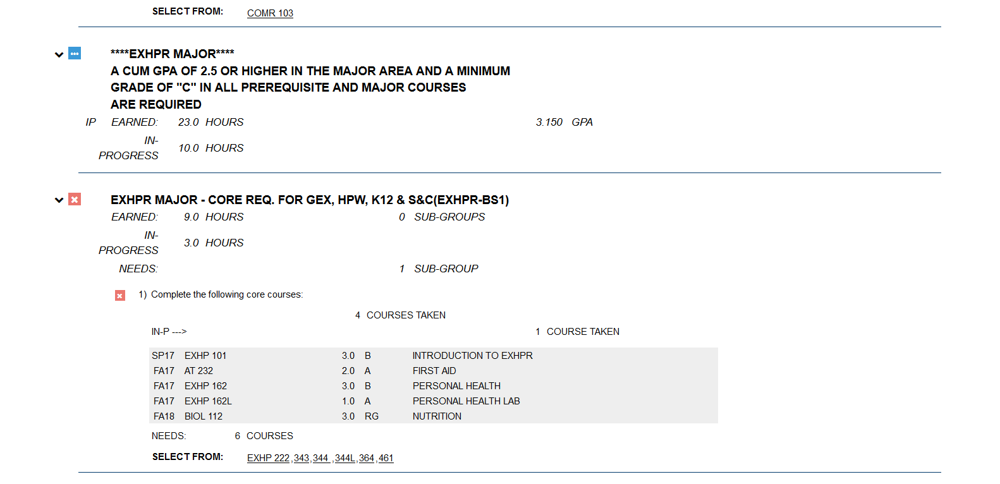 SELECT FROM: COMR 103
****EXHPR MAJOR****
A CUM GPA OF 2.5 OR HIGHER IN THE MAJOR AREA AND A MINIMUM
GRADE OF "C" IN ALL PREREQUISITE AND MAJOR COURSES
ARE REQUIRED
IP EARNED: 23.0 HOURS 3.150 GPA
IN-
PROGRESS 10.0 HOURS
EXHPR MAJOR - CORE REQ. FOR GEX, HPW, K12 & S&C(EXHPR-BS1)
EARNED: 9.0 HOURS 0 SUB-GROUPS
IN-
PROGRESS 3.0 HOURS
NEEDS: 1 SUB-GROUP
1) Complete the following core courses:
4 COURSES TAKEN
IN-P ---> 1 COURSE TAKEN
SP17 EXHP 101 3.0 B INTRODUCTION TO EXHPR
FA17 AT 232 2.0 A FIRST AID
FA17 EXHP 162 3.0 B PERSONAL HEALTH
FA17 EXHP 162L 1.0 A PERSONAL HEALTH LAB
FA18 BIOL 112 3.0 RG NUTRITION
NEEDS: 6 COURSES
SELECT FROM: EXHP 222,343,344 ,344L,364,461